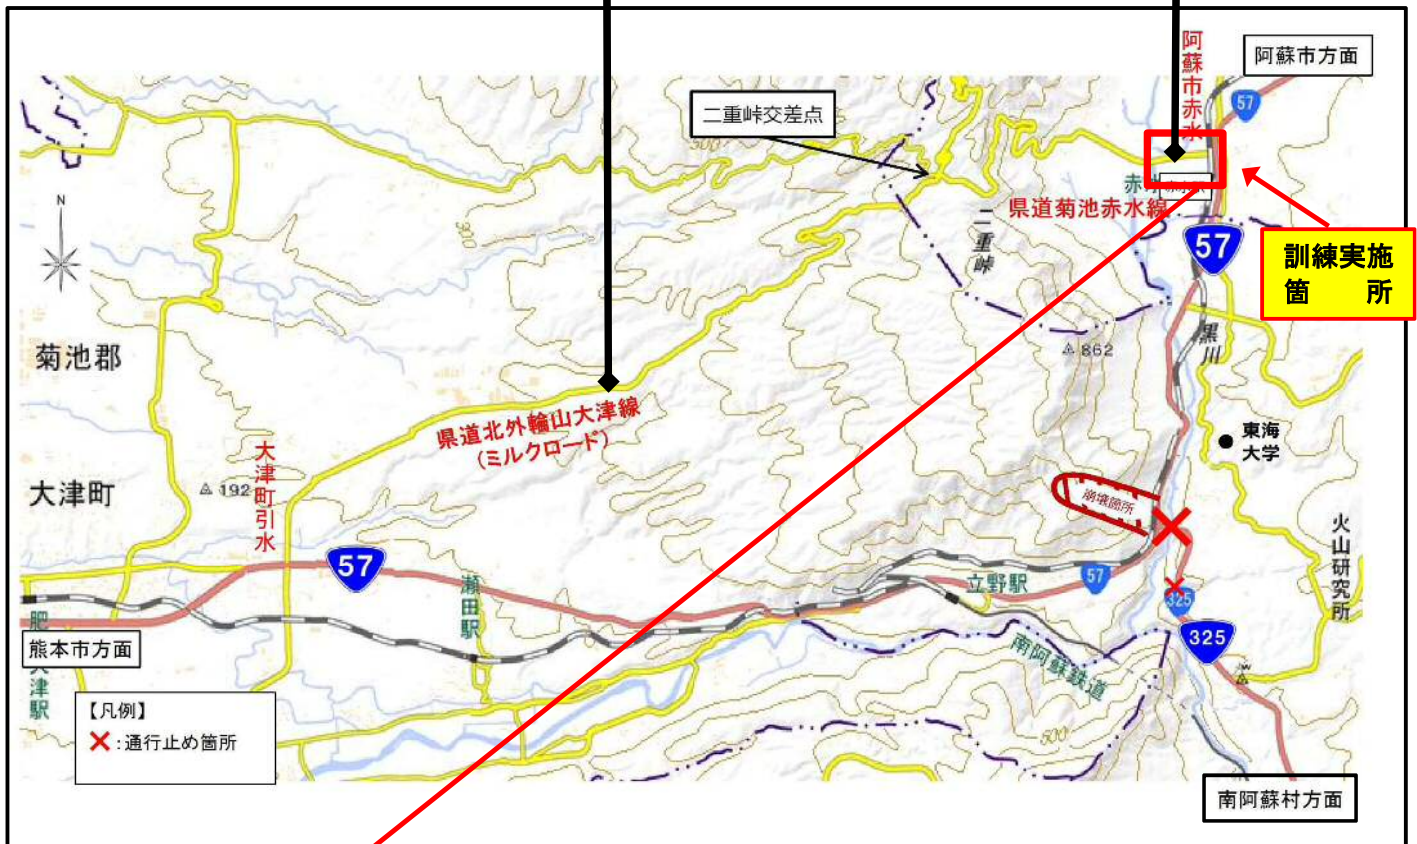 阿蘇市赤水
阿蘇市方面
57
二重峠交差点
500
赤水
県道菊池赤水線
二重峠
57
訓練実施
箇　所
N
300
菊池郡
862
黒川
県道北外輪山大津線
(ミルクロード)
東海
大学
大津町
192
大津町引水
崩壊箇所
火山研究所
57
瀬田駅
立野駅
57
325
325
肥後大津駅
熊本市方面
南阿蘇鉄道
【凡例】
×:通行止め箇所
500
南阿蘇村方面